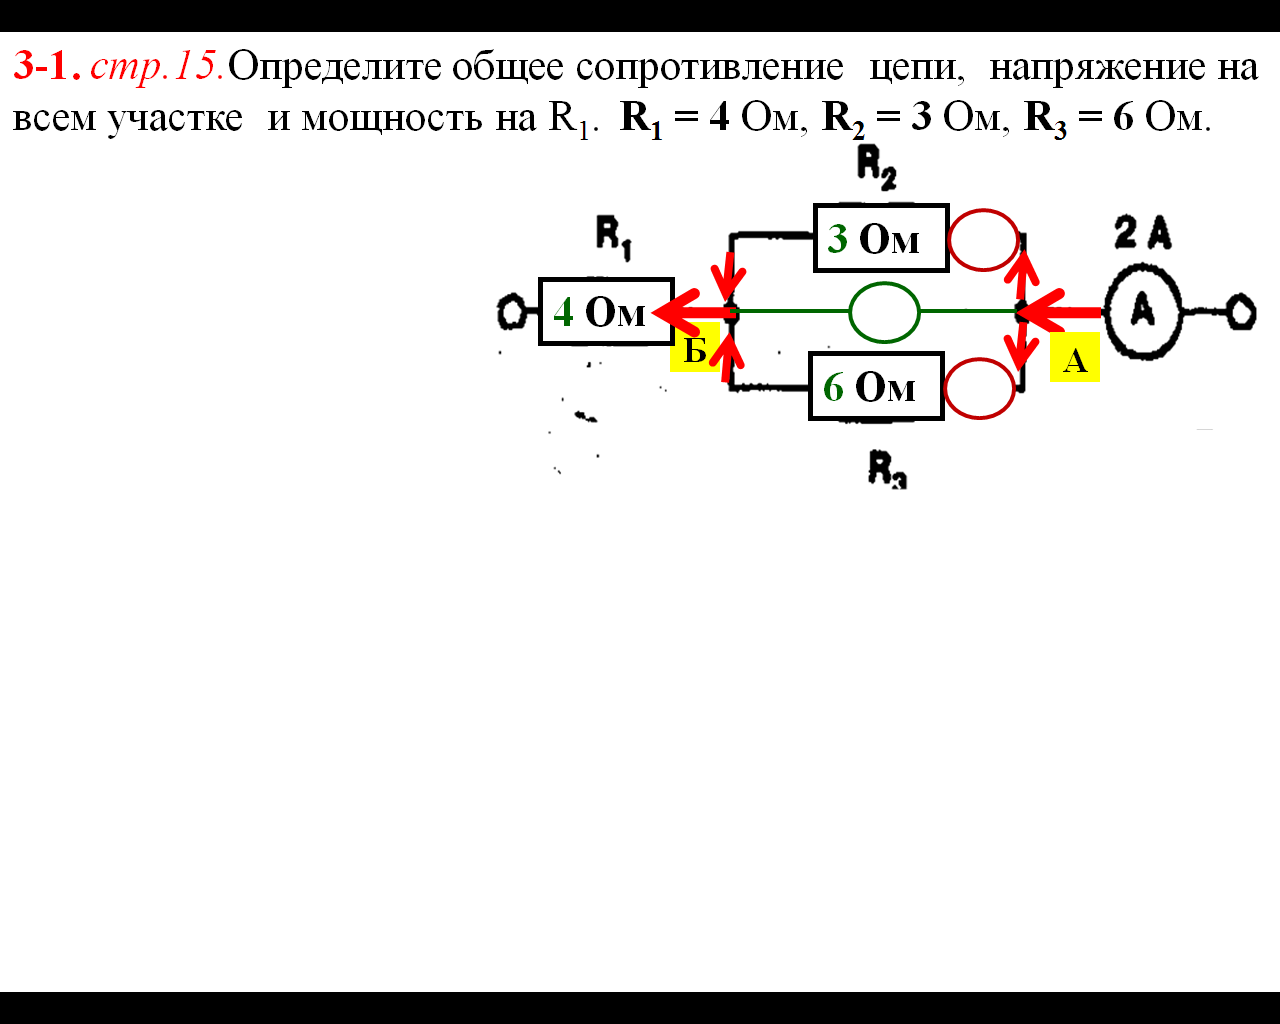 3-1. стр.15.Определите общее сопротивление цепи, напряжение на
всем участке и мощность на R₁. R₁ = 4 Ом, R₂ = 3 Ом, R₃ = 6 Ом.
R₂
R₁
3 Ом
2 А
4 Ом
А
Б
А
6 Ом
R₃